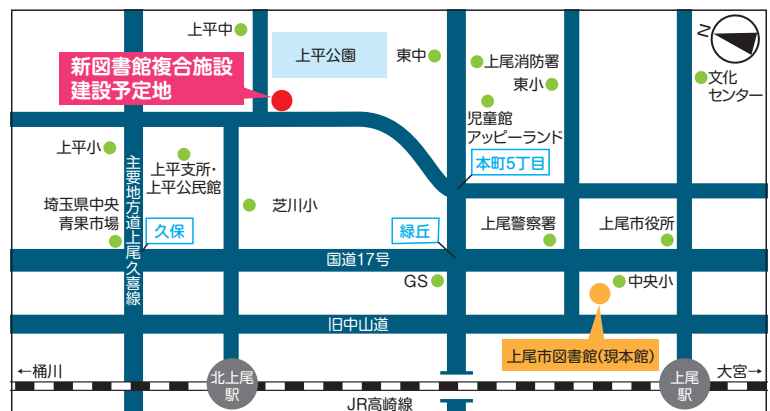 上平中
新図書館複合施設
建設予定地
上平公園
東中
上尾消防署
東小
N
文化
センター
児童館
アッピーランド
本町5丁目
上平小
上平支所・
上平公民館
主要地方道上尾久喜線
埼玉県中央
青果市場
久保
芝川小
緑丘
上尾警察署
上尾市役所
国道17号
GS
中央小
旧中山道
上尾市図書館(現本館)
←桶川
北上尾
駅
上尾
駅
大宮→
JR高崎線